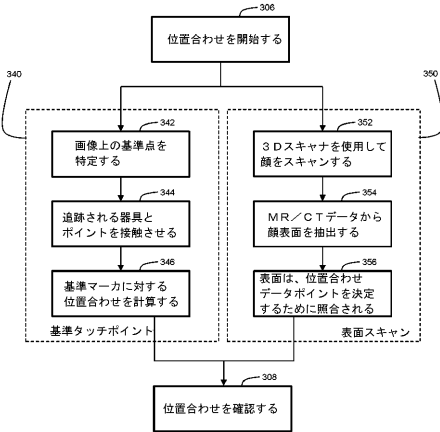 306
位置合わせを開始する
340
350
342
画像上の基準点を
特定する
344
追跡される器具と
ポイントを接触させる
346
基準マーカに対する
位置合わせを計算する
基準タッチポイント
352
3Dスキャナを使用して
顔をスキャンする
354
MR/CTデータから
顔表面を抽出する
356
表面は、位置合わせ
データポイントを決定
するために照合される
表面スキャン
308
位置合わせを確認する